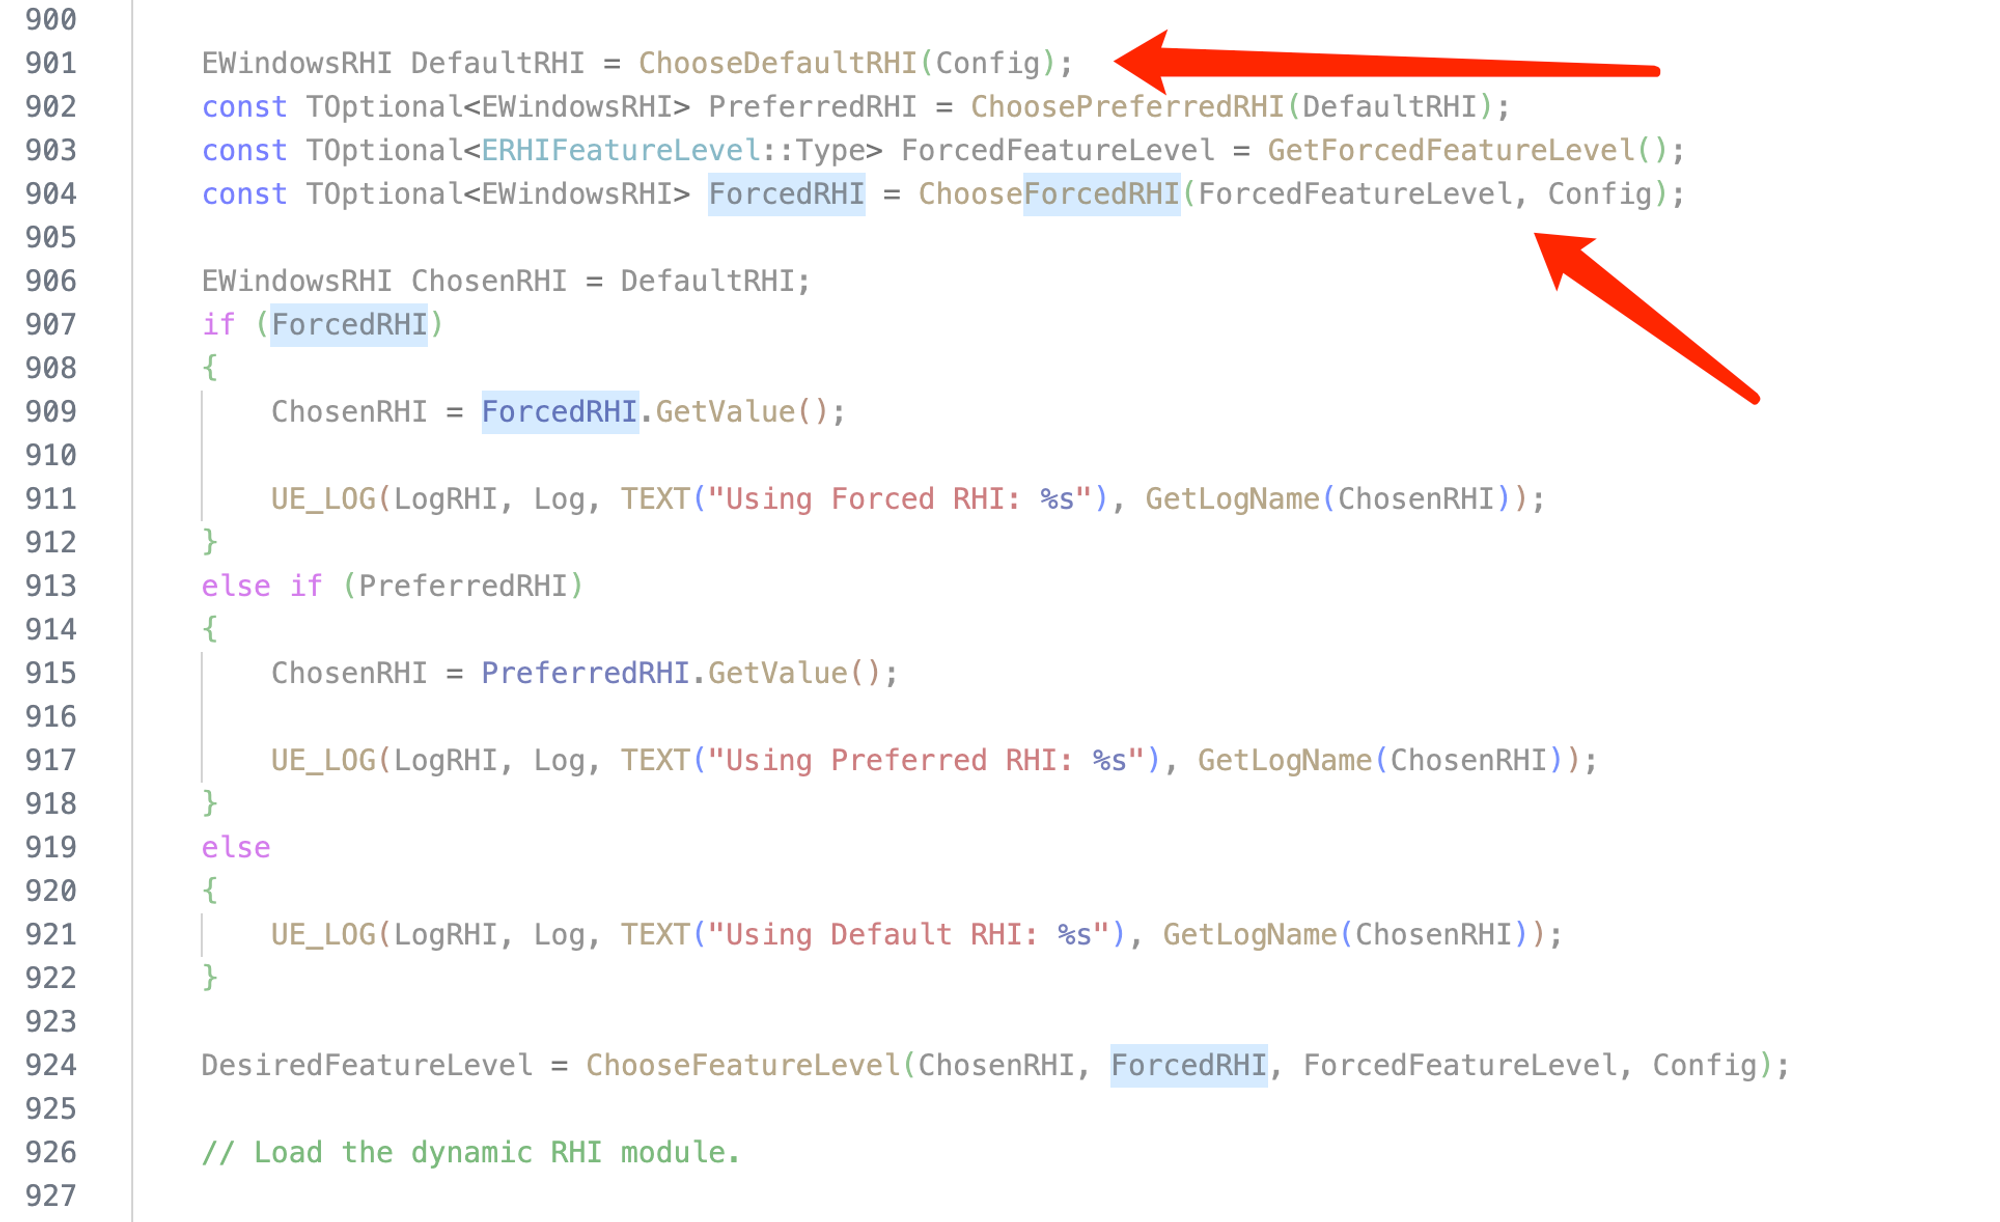 900
901 EWindowsRHI DefaultRHI = ChooseDefaultRHI(Config);
902 const TOptional<EWindowsRHI> PreferredRHI = ChoosePreferredRHI(DefaultRHI);
903 const TOptional<ERHIFeatureLevel::Type> ForcedFeatureLevel = GetForcedFeatureLevel();
904 const TOptional<EWindowsRHI> ForcedRHI = ChooseForcedRHI(ForcedFeatureLevel, Config);
905
906 EWindowsRHI ChosenRHI = DefaultRHI;
907 if (ForcedRHI)
908 {
909 ChosenRHI = ForcedRHI.GetValue();
910
911 UE_LOG(LogRHI, Log, TEXT("Using Forced RHI: %s"), GetLogName(ChosenRHI));
912 }
913 else if (PreferredRHI)
914 {
915 ChosenRHI = PreferredRHI.GetValue();
916
917 UE_LOG(LogRHI, Log, TEXT("Using Preferred RHI: %s"), GetLogName(ChosenRHI));
918 }
919 else
920 {
921 UE_LOG(LogRHI, Log, TEXT("Using Default RHI: %s"), GetLogName(ChosenRHI));
922 }
923
924 DesiredFeatureLevel = ChooseFeatureLevel(ChosenRHI, ForcedRHI, ForcedFeatureLevel, Config);
925
926 // Load the dynamic RHI module.
927